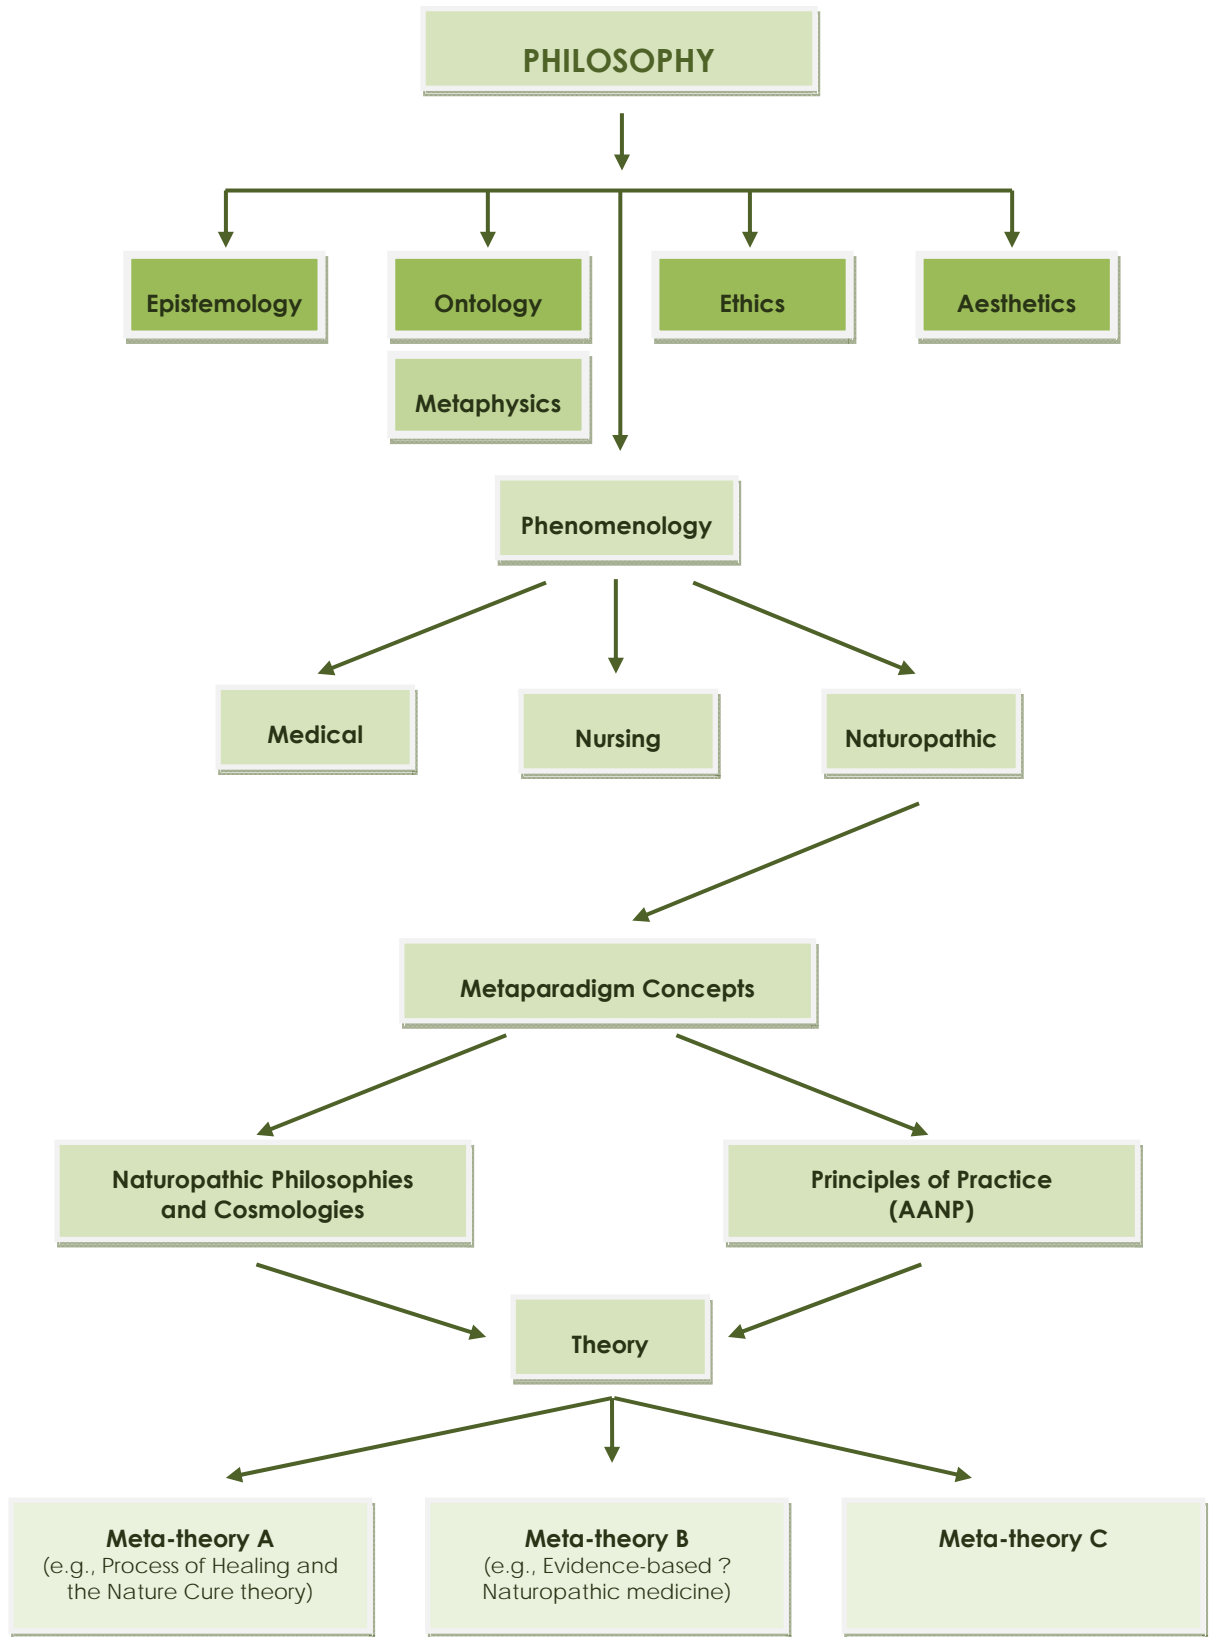 PHILOSOPHY
Epistemology
Ontology
Ethics
Aesthetics
Metaphysics
Phenomenology
Medical
Nursing
Naturopathic
Metaparadigm Concepts
Naturopathic Philosophies
and Cosmologies
Principles of Practice
(AANP)
Theory
Meta-theory A
(e.g., Process of Healing and
the Nature Cure theory)
Meta-theory B
(e.g., Evidence-based ?
Naturopathic medicine)
Meta-theory C